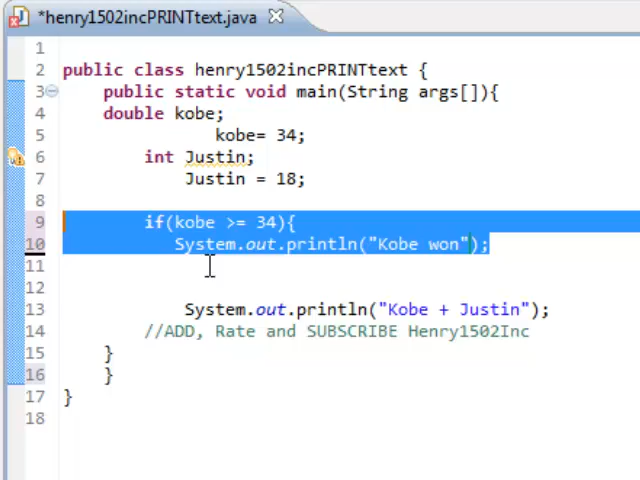 *henry1502incPRINTtext.java
1
2 public class henry1502incPRINTtext {
3 public static void main(String args[]){
4 double kobe;
5 kobe= 34;
6 int Justin;
7 Justin = 18;
8
9 if(kobe >= 34){
10 System.out.println("Kobe won");
11
12
13 System.out.println("Kobe + Justin");
14 //ADD, Rate and SUBSCRIBE Henry1502Inc
15 }
16 }
17 }
18